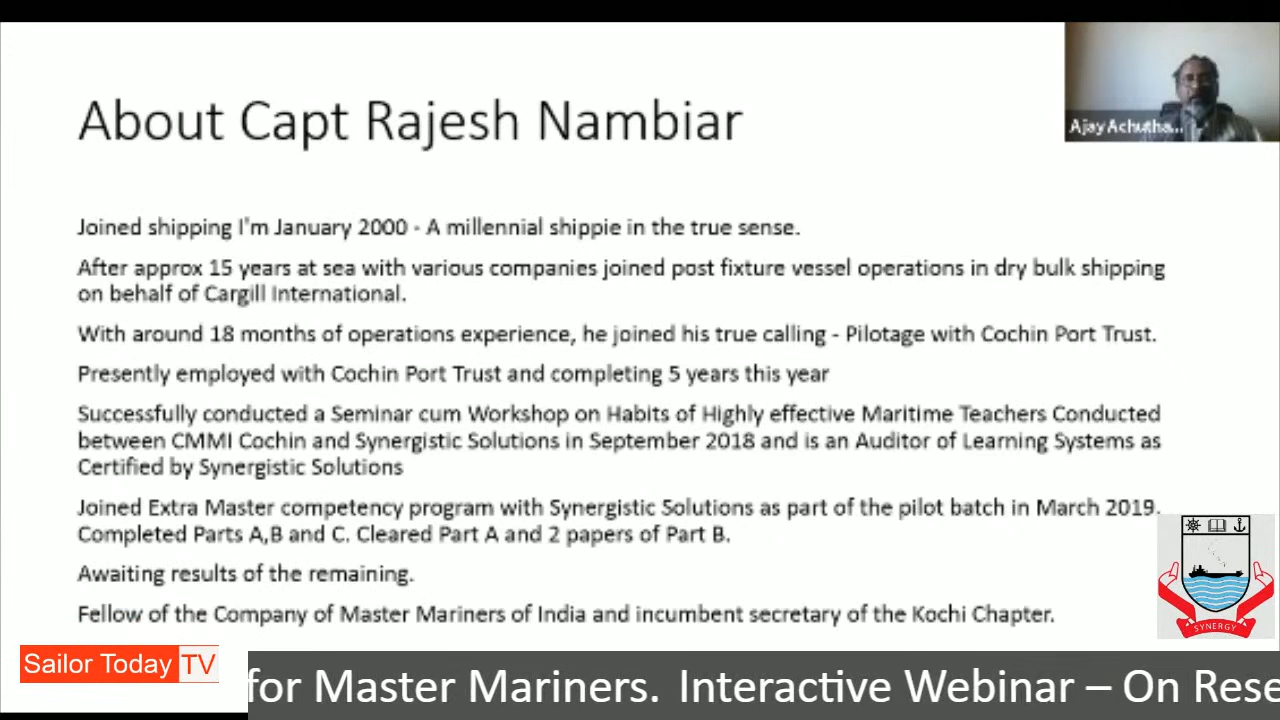 About Capt Rajesh Nambiar
Ajay Achutha...
Joined shipping I'm January 2000 - A millennial shippie in the true sense.
After approx 15 years at sea with various companies joined post fixture vessel operations in dry bulk shipping
on behalf of Cargill International.
With around 18 months of operations experience, he joined his true calling - Pilotage with Cochin Port Trust.
Presently employed with Cochin Port Trust and completing 5 years this year
Successfully conducted a Seminar cum Workshop on Habits of Highly effective Maritime Teachers Conducted
between CMMI Cochin and Synergistic Solutions in September 2018 and is an Auditor of Learning Systems as
Certified by Synergistic Solutions
Joined Extra Master competency program with Synergistic Solutions as part of the pilot batch in March 2019.
Completed Parts A,B and C. Cleared Part A and 2 papers of Part B.
Awaiting results of the remaining.
Fellow of the Company of Master Mariners of India and incumbent secretary of the Kochi Chapter.
SYNERGY
Sailor Today TV
for Master Mariners. Interactive Webinar – On Rese